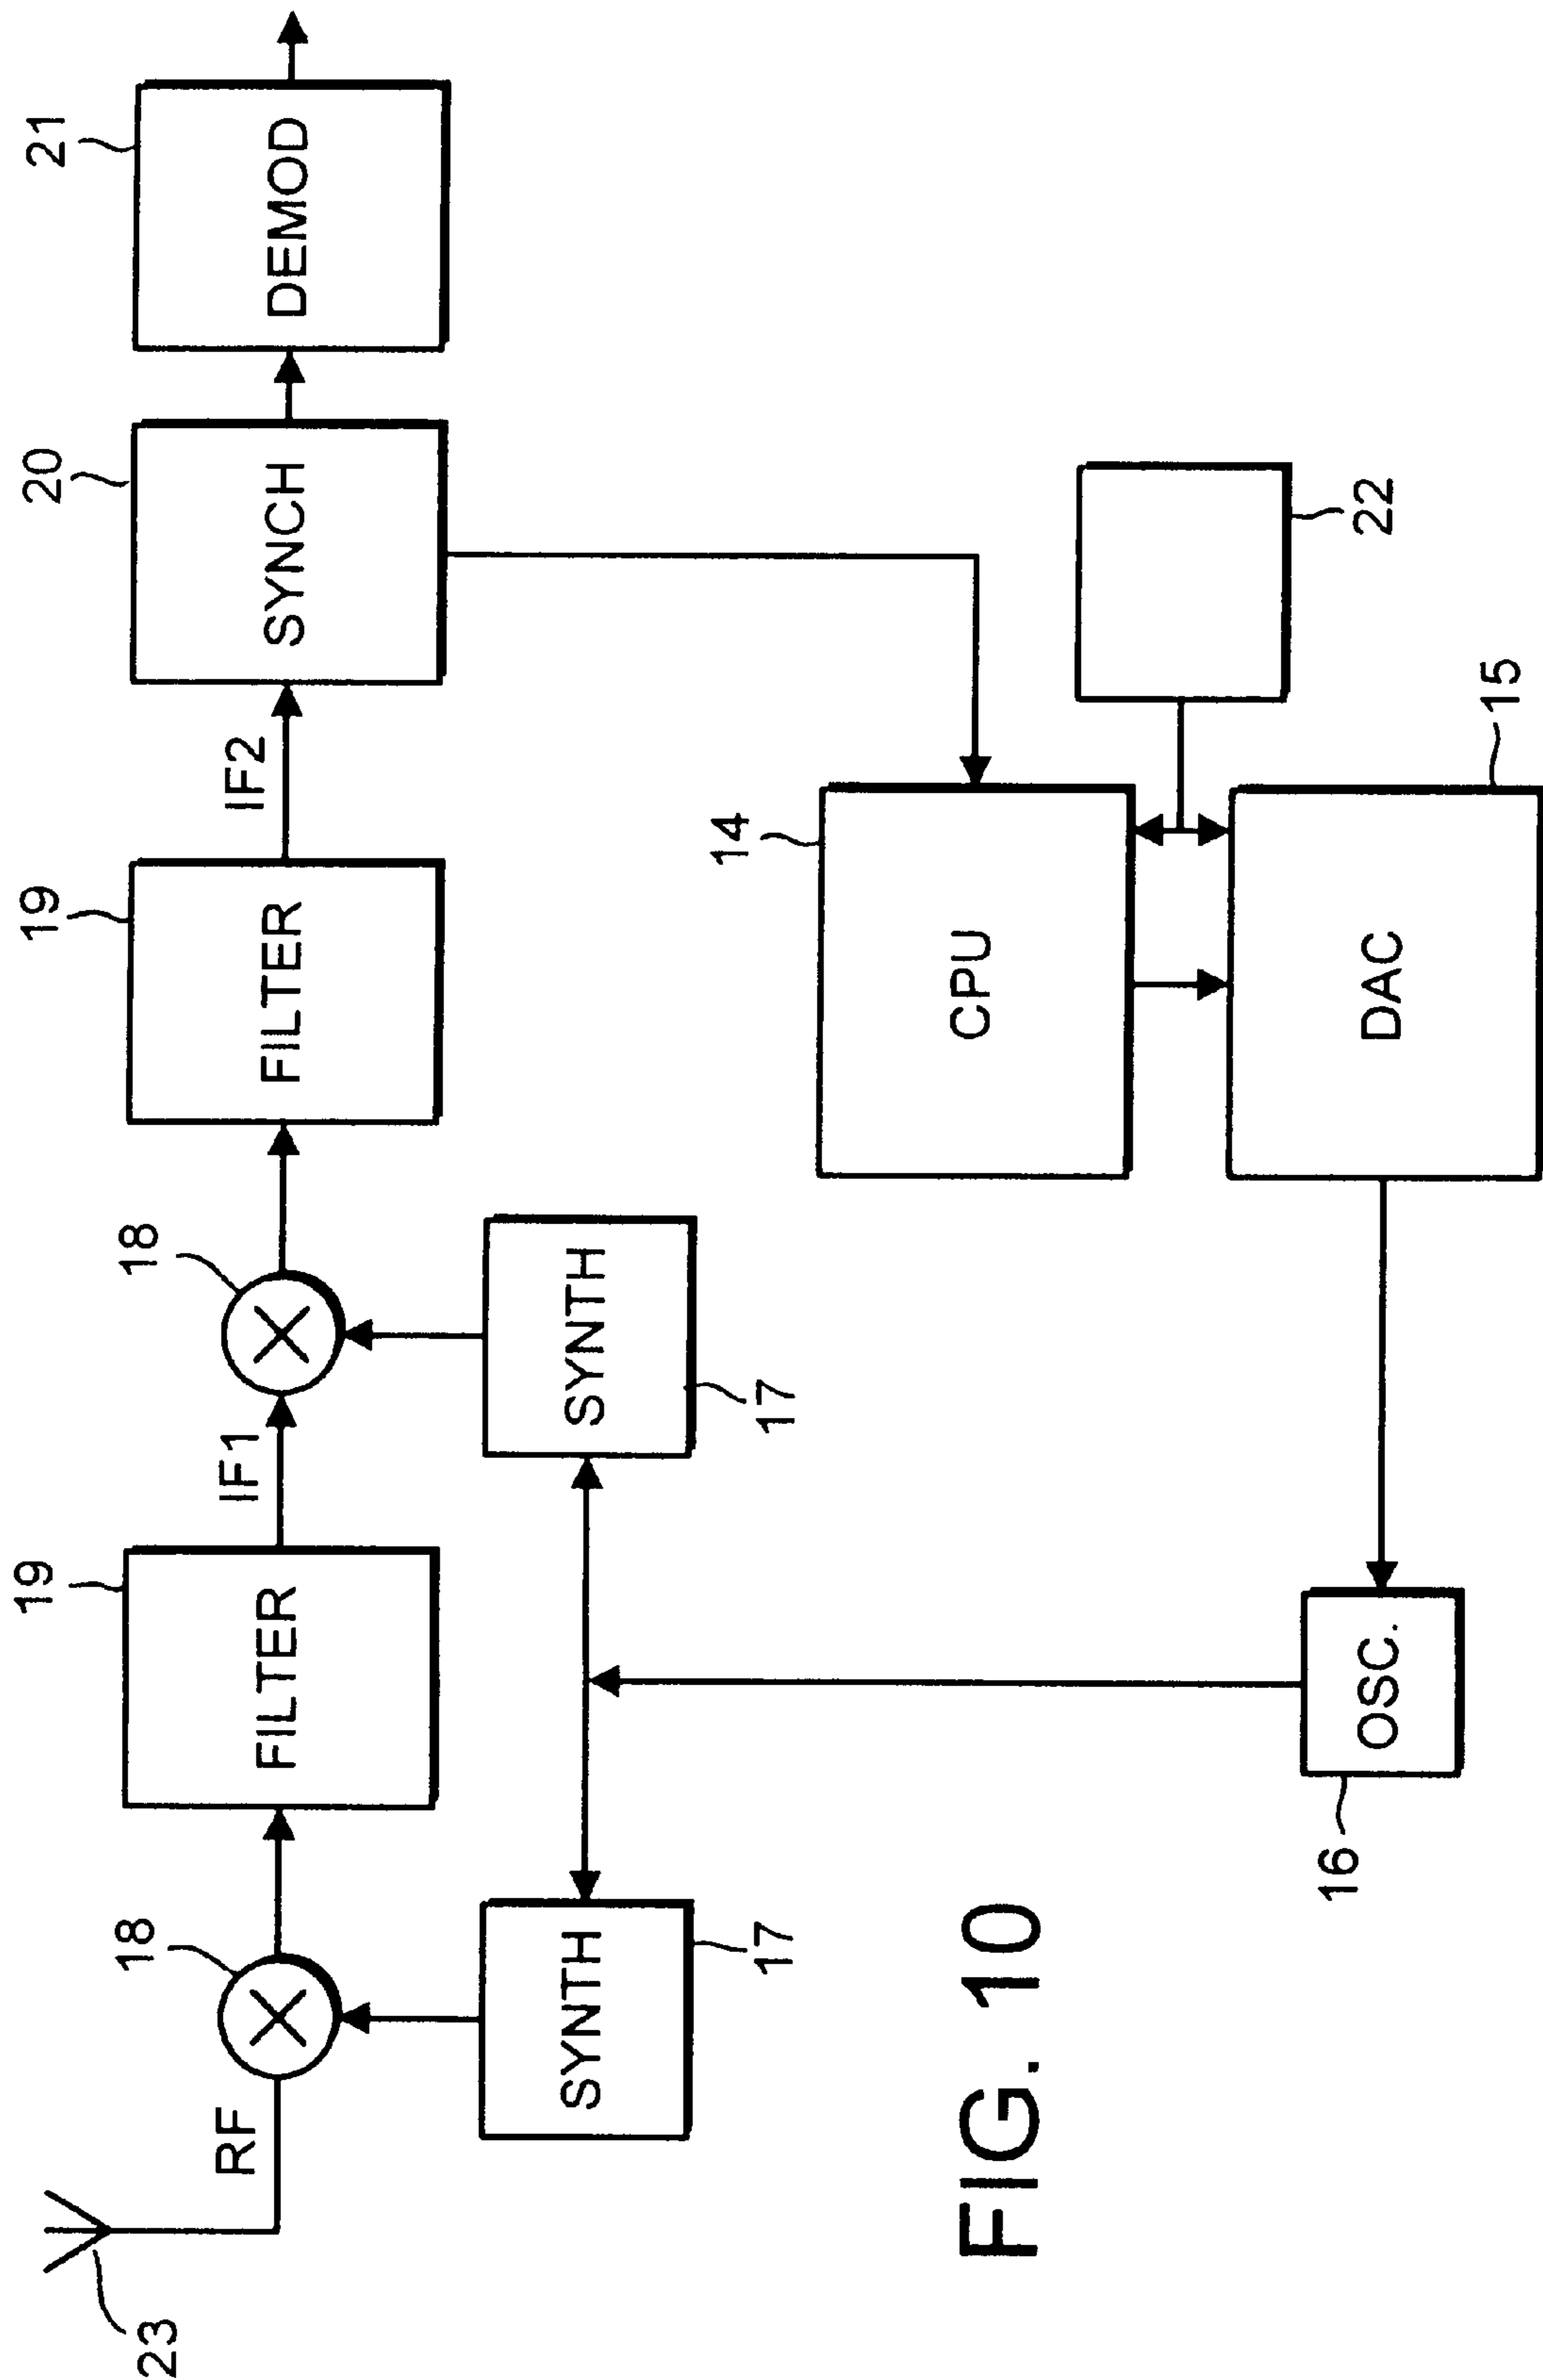 23
RF
18
FILTER
19
IF1
18
FILTER
19
IF2
SYNCH
20
DEMOD
21
SYNTH
17
SYNTH
17
CPU
14
22
OSC.
16
DAC
15
FIG. 10